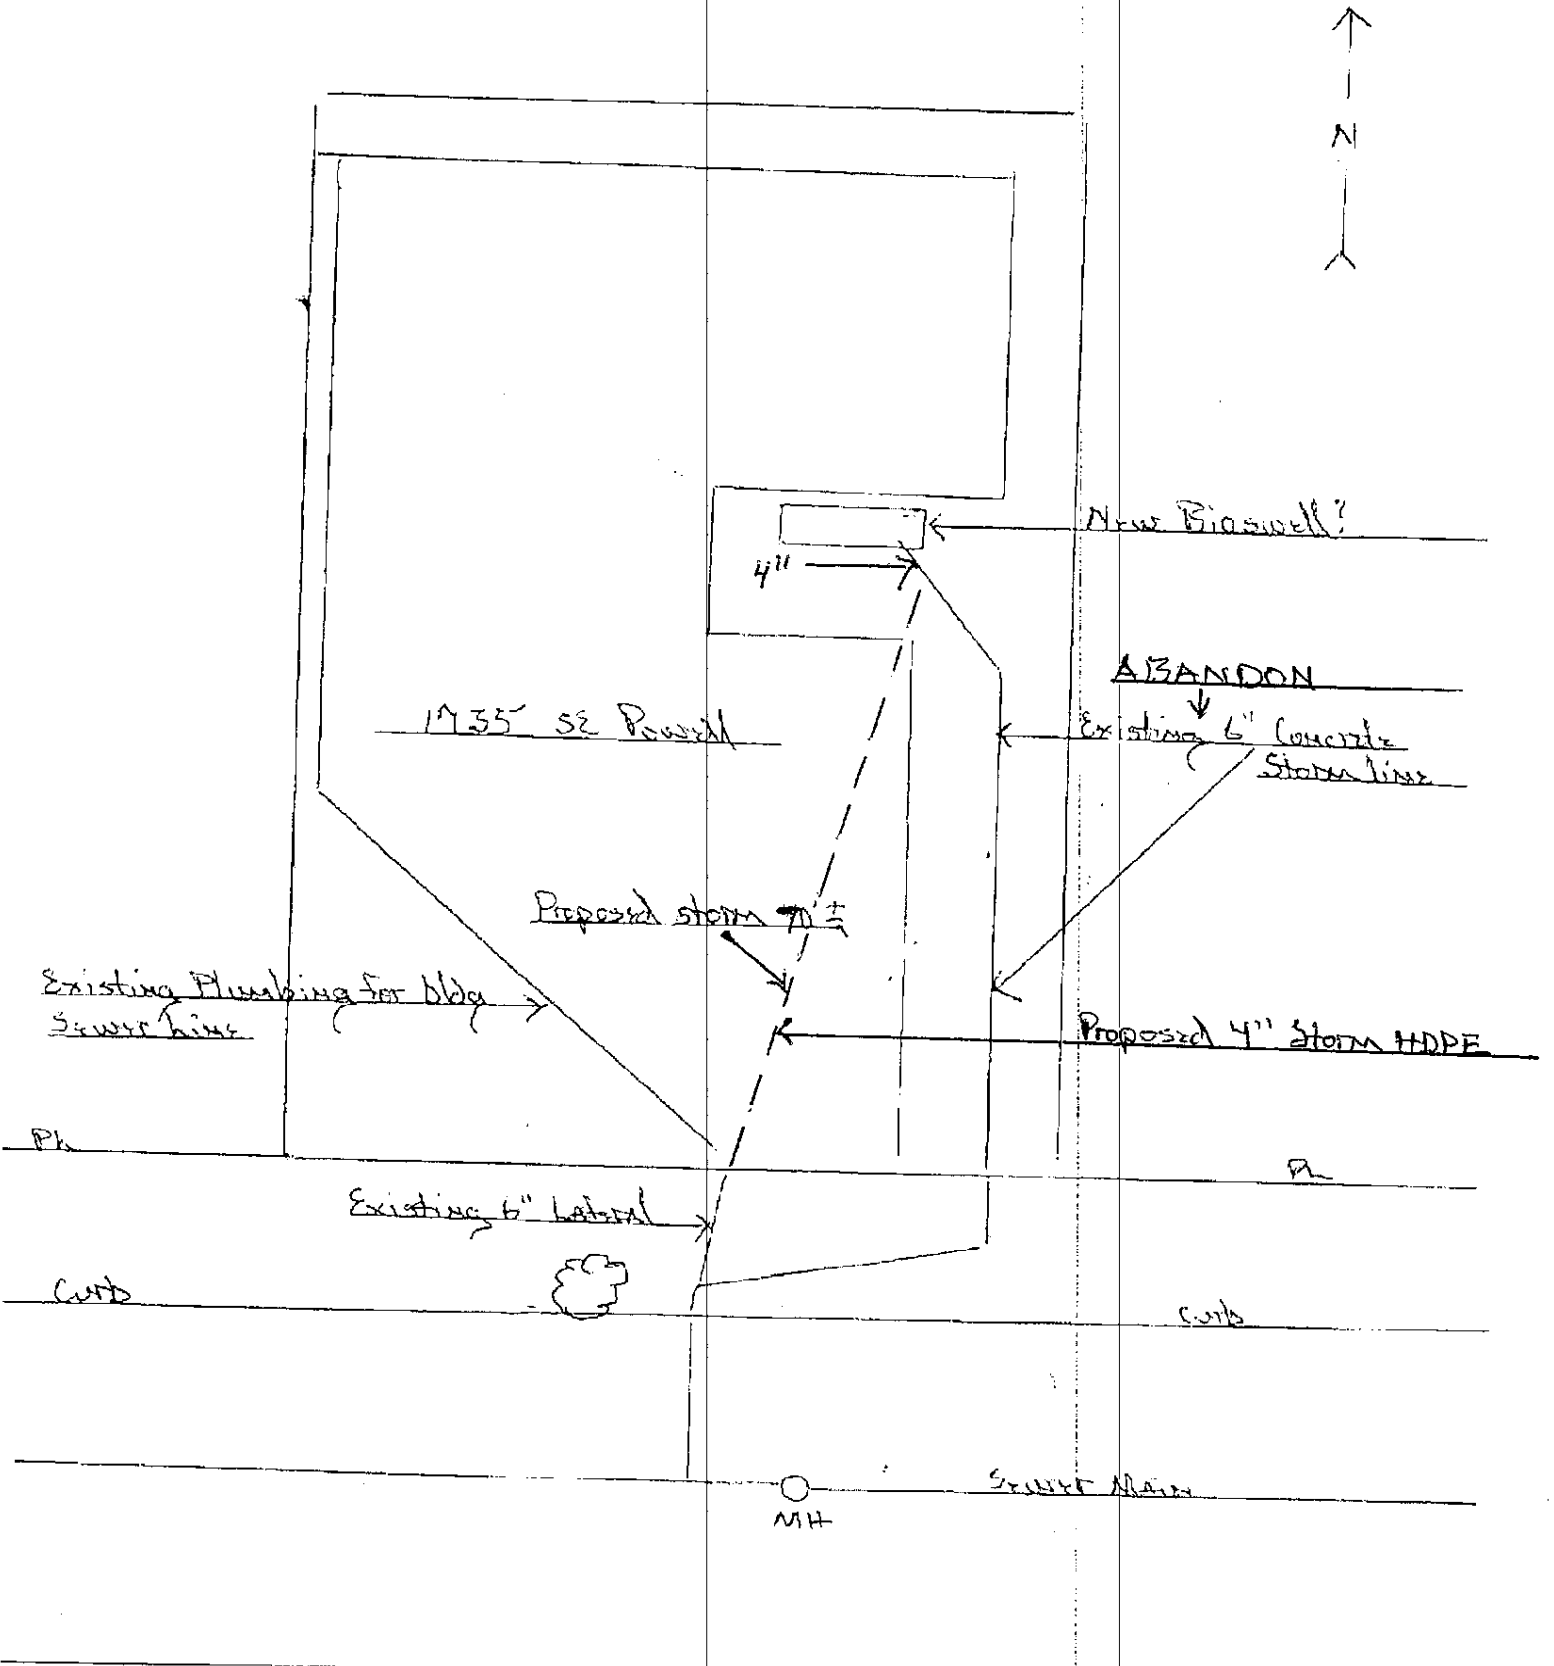 N
New Bioswell?
4"
ABANDON
1735 SE Powell
Existing 6" Concrete
Storm line
Proposed storm 70' ±
Existing Plumbing for bldg
Sewer Line
Proposed 4" Storm HDPE
PL
PL
Existing 6" Lateral
Curb
Curb
Sewer Main
MH